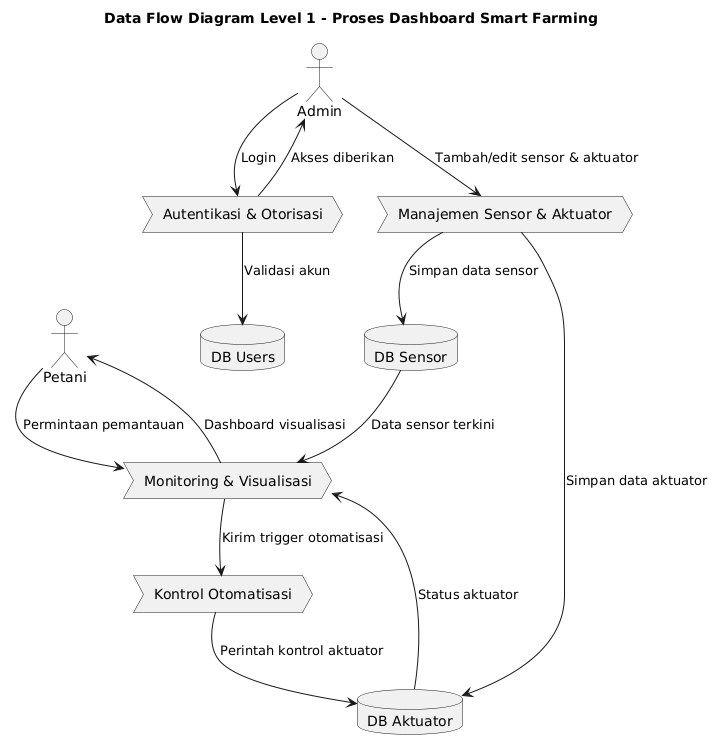 Data Flow Diagram Level 1 - Proses Dashboard Smart Farming
Admin
Login
Akses diberikan
Tambah/edit sensor & aktuator
Autentikasi & Otorisasi
Manajemen Sensor & Aktuator
Validasi akun
Simpan data sensor
DB Users
DB Sensor
Petani
Permintaan pemantauan
Dashboard visualisasi
Data sensor terkini
Monitoring & Visualisasi
Simpan data aktuator
Kirim trigger otomatisasi
Kontrol Otomatisasi
Status aktuator
Perintah kontrol aktuator
DB Aktuator